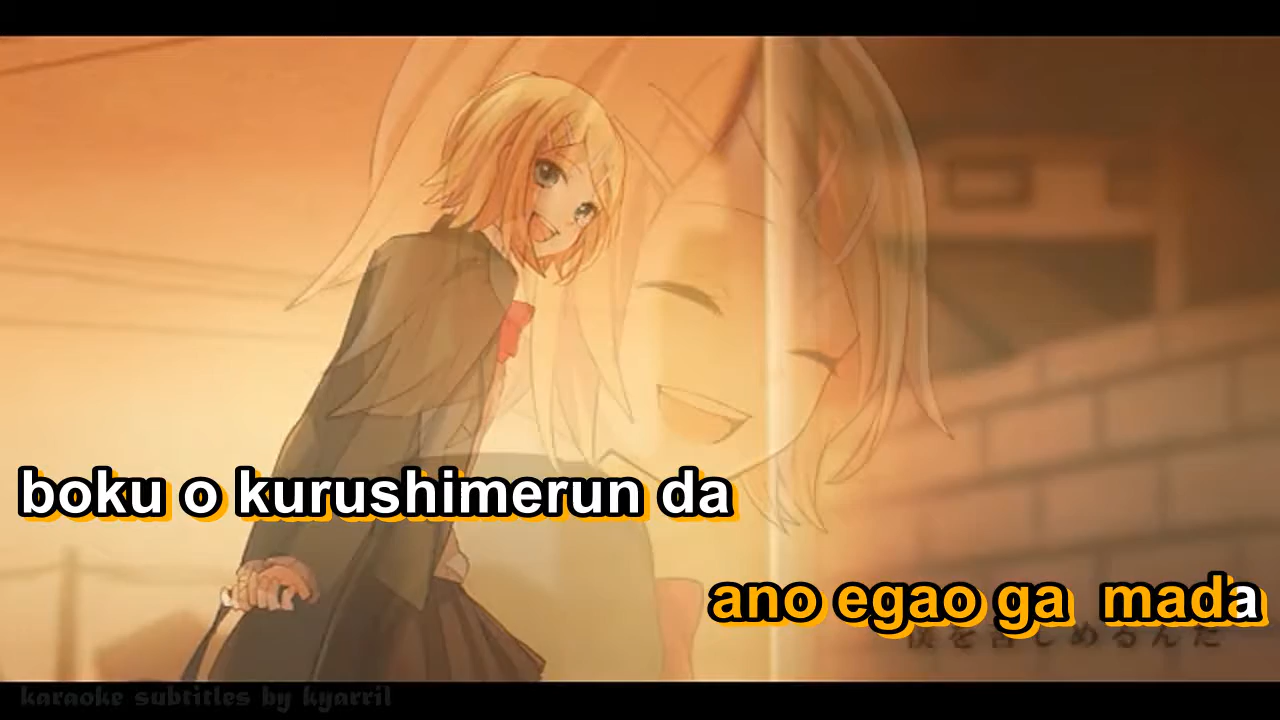 boku o kurushimerun da
ano egao ga mada
僕を苦しめるんだ
karaoke subtitles by kyarril